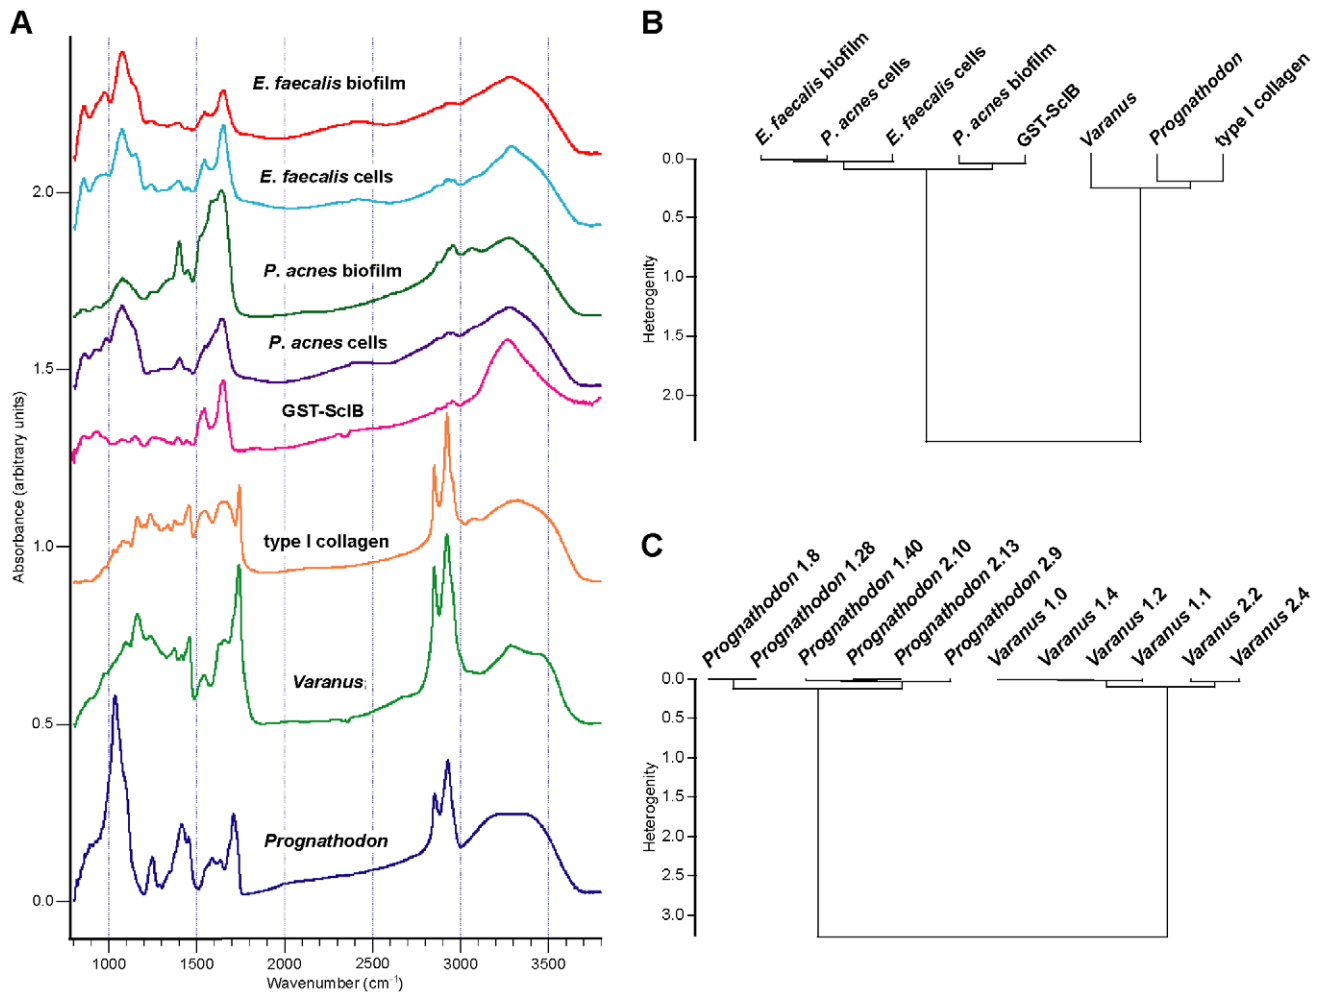 A
E. faecalis biofilm
E. faecalis cells
P. acnes biofilm
P. acnes cells
GST-SclB
type I collagen
Varanus
Prognathodon
Absorbance (arbitrary units)
2.0
1.5
1.0
0.5
0.0
1000 1500 2000 2500 3000 3500
Wavenumber (cm⁻¹)
B
E. faecalis biofilm
P. acnes cells
E. faecalis cells
P. acnes biofilm
GST-SclB
Varanus
Prognathodon
type I collagen
Heterogenity
0.0
0.5
1.0
1.5
2.0
C
Prognathodon 1.8
Prognathodon 1.28
Prognathodon 1.40
Prognathodon 2.10
Prognathodon 2.13
Prognathodon 2.9
Varanus 1.0
Varanus 1.4
Varanus 1.2
Varanus 1.1
Varanus 2.2
Varanus 2.4
Heterogenity
0.0
0.5
1.0
1.5
2.0
2.5
3.0